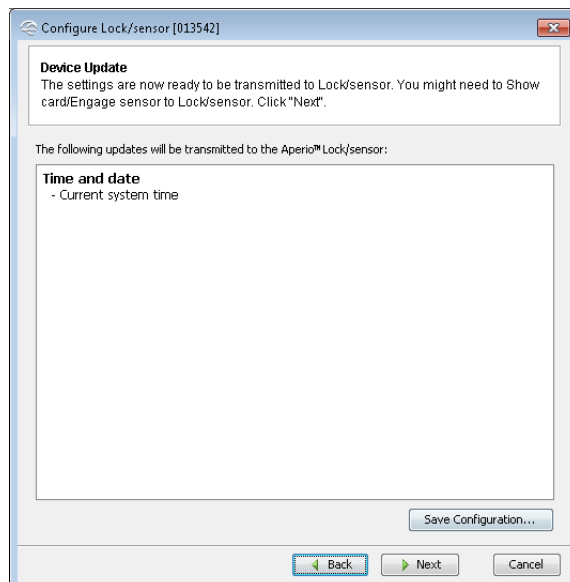 Configure Lock/sensor [013542]
Device Update
The settings are now ready to be transmitted to Lock/sensor. You might need to Show
card/Engage sensor to Lock/sensor. Click "Next".
The following updates will be transmitted to the Aperio™ Lock/sensor:
Time and date
- Current system time
Save Configuration...
Back
Next
Cancel